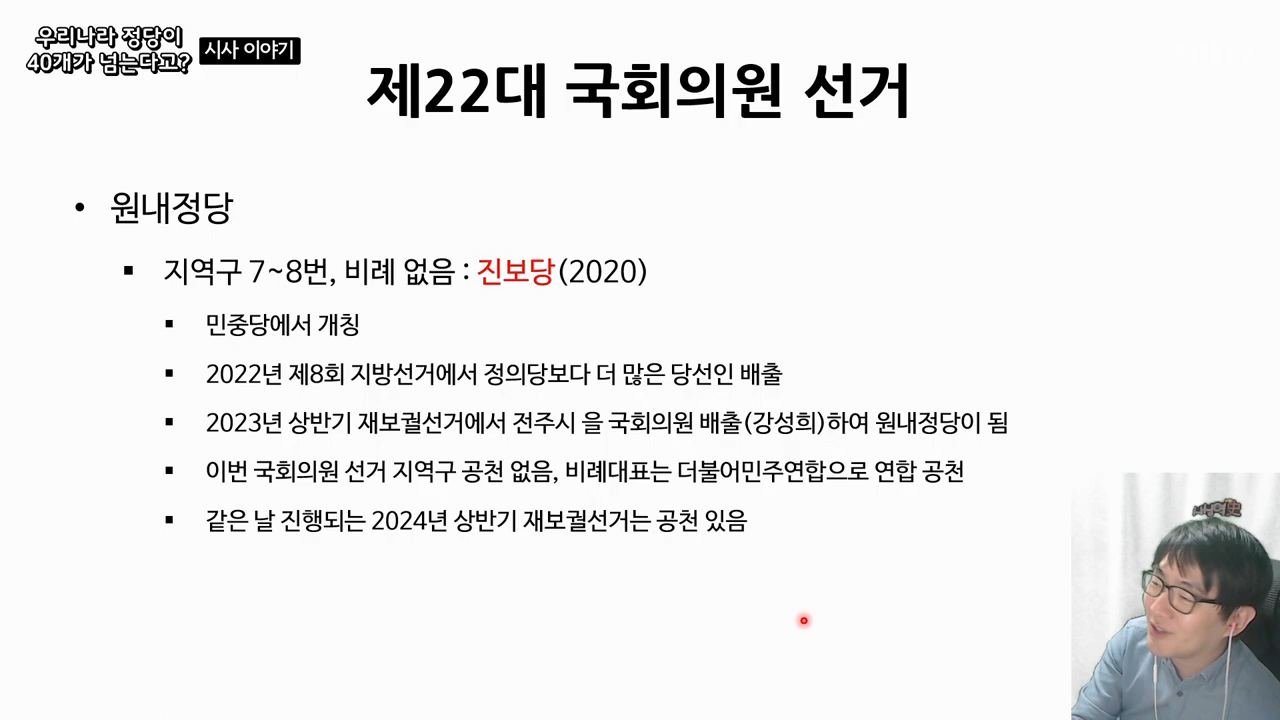 우리나라 정당이
40개가 넘는다고?
시사 이야기
제22대 국회의원 선거
• 원내정당
▪ 지역구 7~8번, 비례 없음 : 진보당(2020)
▪ 민중당에서 개칭
▪ 2022년 제8회 지방선거에서 정의당보다 더 많은 당선인 배출
▪ 2023년 상반기 재보궐선거에서 전주시 을 국회의원 배출(강성희)하여 원내정당이 됨
▪ 이번 국회의원 선거 지역구 공천 없음, 비례대표는 더불어민주연합으로 연합 공천
▪ 같은 날 진행되는 2024년 상반기 재보궐선거는 공천 있음